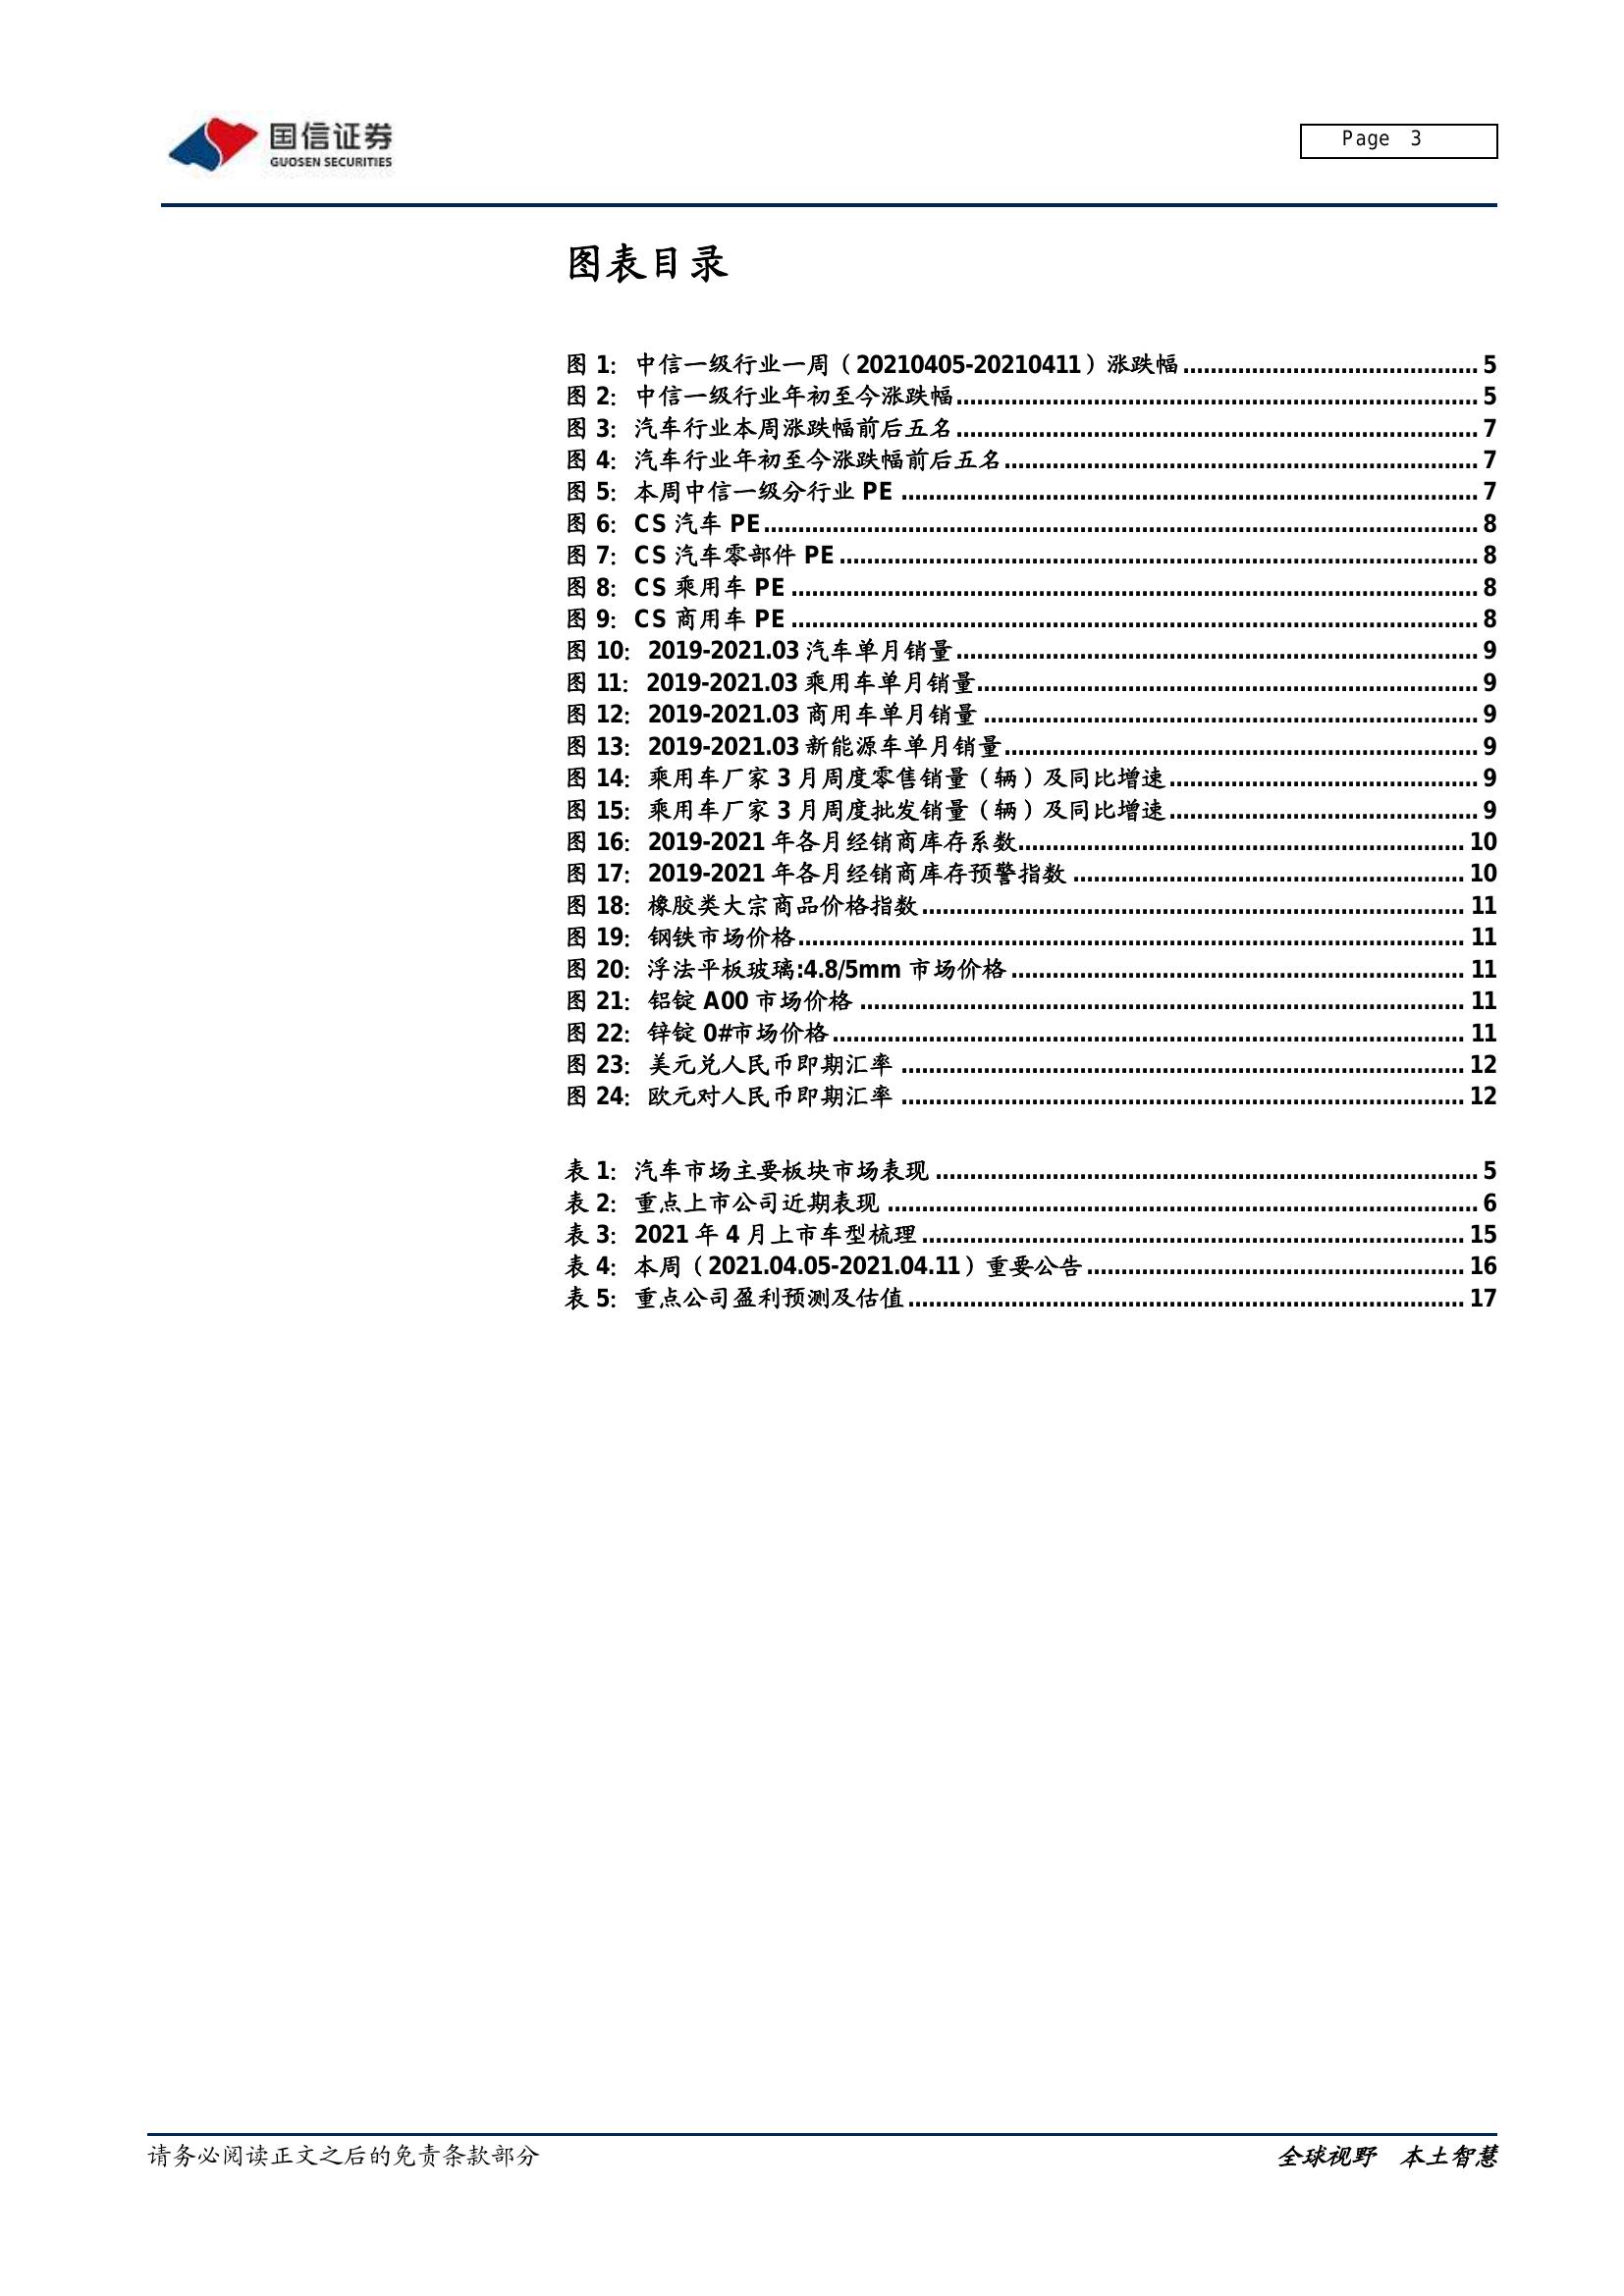 国信证券
GUOSEN SECURITIES
Page 3
图表目录
图 1：中信一级行业一周（20210405-20210411）涨跌幅 5
图 2：中信一级行业年初至今涨跌幅 5
图 3：汽车行业本周涨跌幅前后五名 7
图 4：汽车行业年初至今涨跌幅前后五名 7
图 5：本周中信一级分行业 PE 7
图 6：CS 汽车 PE 8
图 7：CS 汽车零部件 PE 8
图 8：CS 乘用车 PE 8
图 9：CS 商用车 PE 8
图 10：2019-2021.03 汽车单月销量 9
图 11：2019-2021.03 乘用车单月销量 9
图 12：2019-2021.03 商用车单月销量 9
图 13：2019-2021.03 新能源车单月销量 9
图 14：乘用车厂家 3 月周度零售销量（辆）及同比增速 9
图 15：乘用车厂家 3 月周度批发销量（辆）及同比增速 9
图 16：2019-2021 年各月经销商库存系数 10
图 17：2019-2021 年各月经销商库存预警指数 10
图 18：橡胶类大宗商品价格指数 11
图 19：钢铁市场价格 11
图 20：浮法平板玻璃:4.8/5mm 市场价格 11
图 21：铝锭 A00 市场价格 11
图 22：锌锭 0#市场价格 11
图 23：美元兑人民币即期汇率 12
图 24：欧元对人民币即期汇率 12
表 1：汽车市场主要板块市场表现 5
表 2：重点上市公司近期表现 6
表 3：2021 年 4 月上市车型梳理 15
表 4：本周（2021.04.05-2021.04.11）重要公告 16
表 5：重点公司盈利预测及估值 17
请务必阅读正文之后的免责条款部分
全球视野 本土智慧